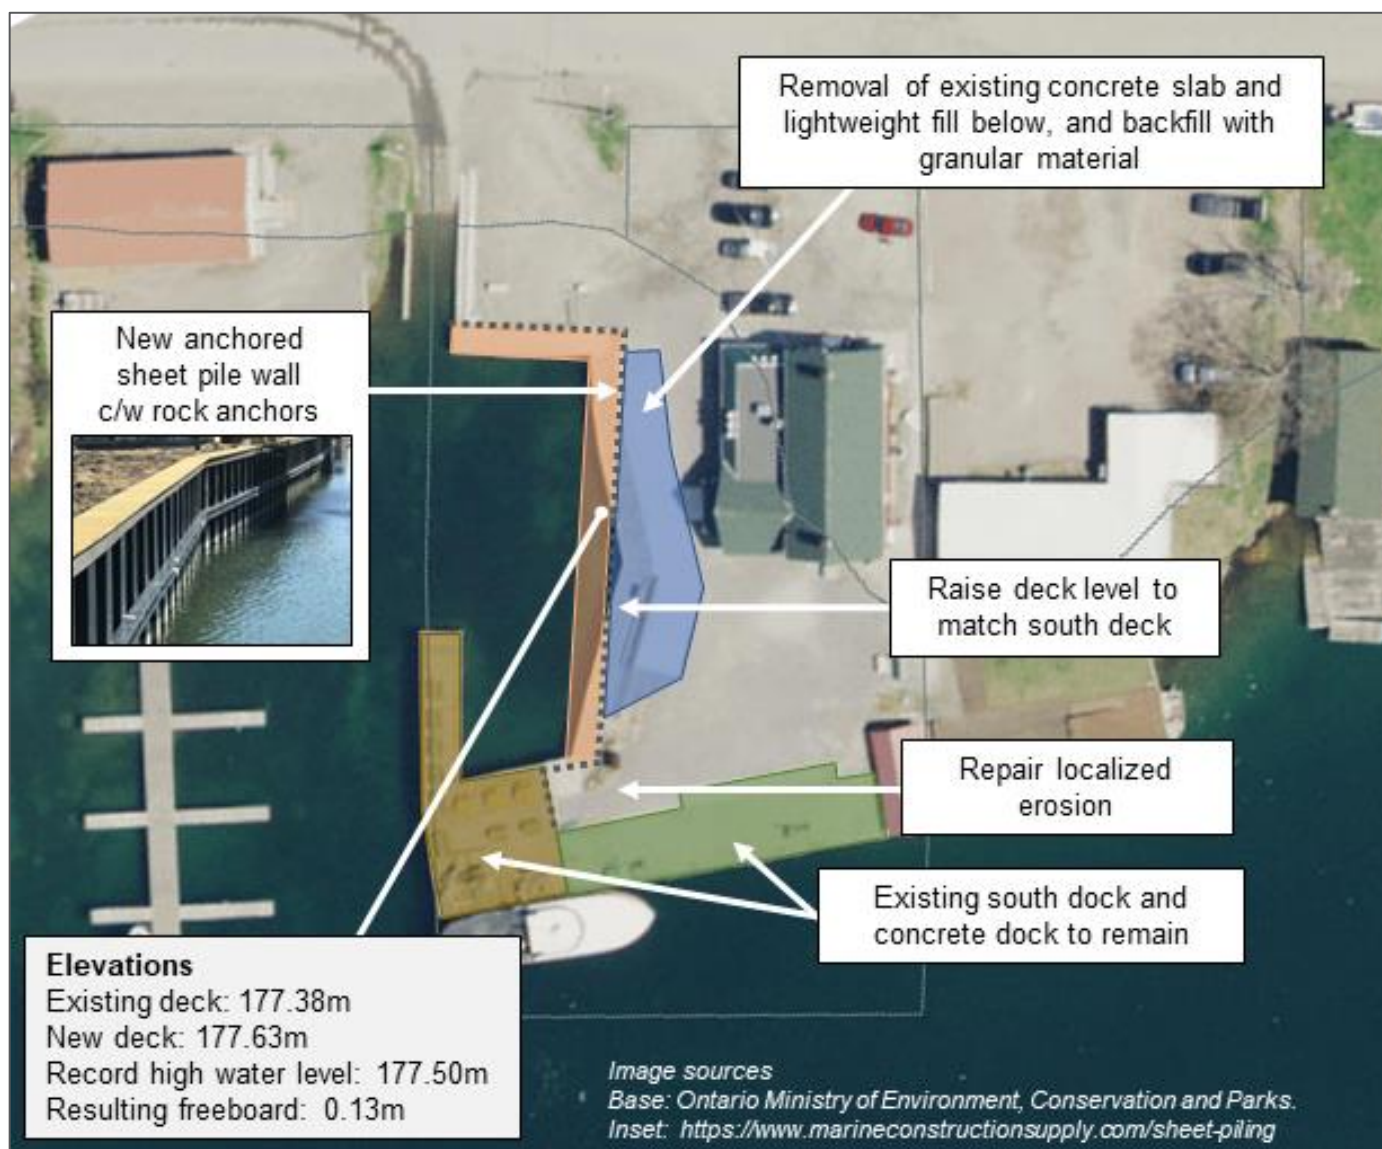 Removal of existing concrete slab and
lightweight fill below, and backfill with
granular material
New anchored
sheet pile wall
c/w rock anchors
Raise deck level to
match south deck
Repair localized
erosion
Existing south dock and
concrete dock to remain
Elevations
Existing deck: 177.38m
New deck: 177.63m
Record high water level: 177.50m
Resulting freeboard: 0.13m
Image sources
Base: Ontario Ministry of Environment, Conservation and Parks.
Inset: https://www.marineconstructionsupply.com/sheet-piling